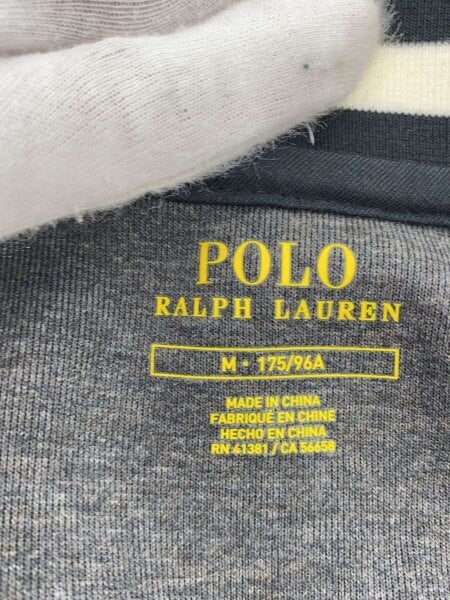 POLO
RALPH LAUREN
M • 175/96A
MADE IN CHINA
FABRIQUÉ EN CHINE
HECHO EN CHINA
RN 41381 / CA 56658